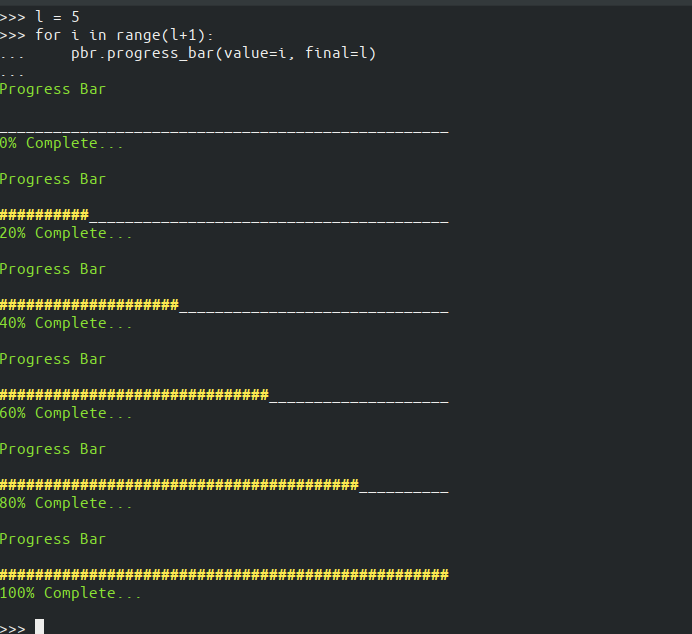 >>> l = 5
>>> for i in range(l+1):
...     pbr.progress_bar(value=i, final=l)
...
Progress Bar
__________________________________________________
0% Complete...
Progress Bar
##########________________________________________
20% Complete...
Progress Bar
####################______________________________
40% Complete...
Progress Bar
##############################____________________
60% Complete...
Progress Bar
########################################__________
80% Complete...
Progress Bar
##################################################
100% Complete...
>>>